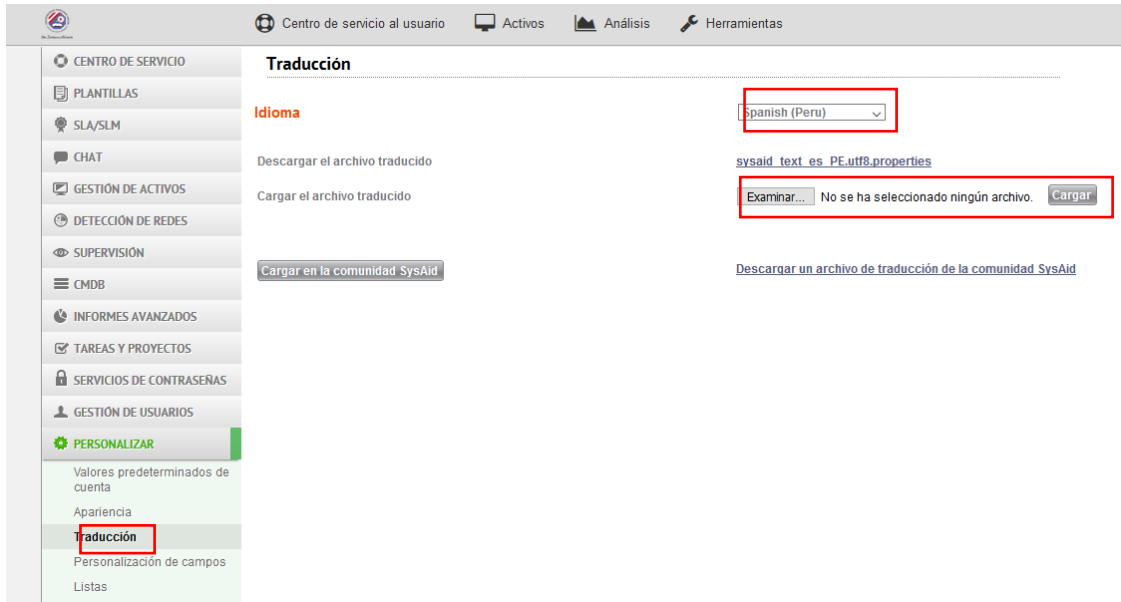 Centro de servicio al usuario Activos Análisis Herramientas
CENTRO DE SERVICIO
PLANTILLAS
SLA/SLM
CHAT
GESTIÓN DE ACTIVOS
DETECCIÓN DE REDES
SUPERVISIÓN
CMDB
INFORMES AVANZADOS
TAREAS Y PROYECTOS
SERVICIOS DE CONTRASEÑAS
GESTIÓN DE USUARIOS
PERSONALIZAR
Valores predeterminados de
cuenta
Apariencia
Traducción
Personalización de campos
Listas
Traducción
Idioma Spanish (Peru)
Descargar el archivo traducido sysaid_text_es_PE.utf8.properties
Cargar el archivo traducido Examinar... No se ha seleccionado ningún archivo. Cargar
Cargar en la comunidad SysAid Descargar un archivo de traducción de la comunidad SysAid